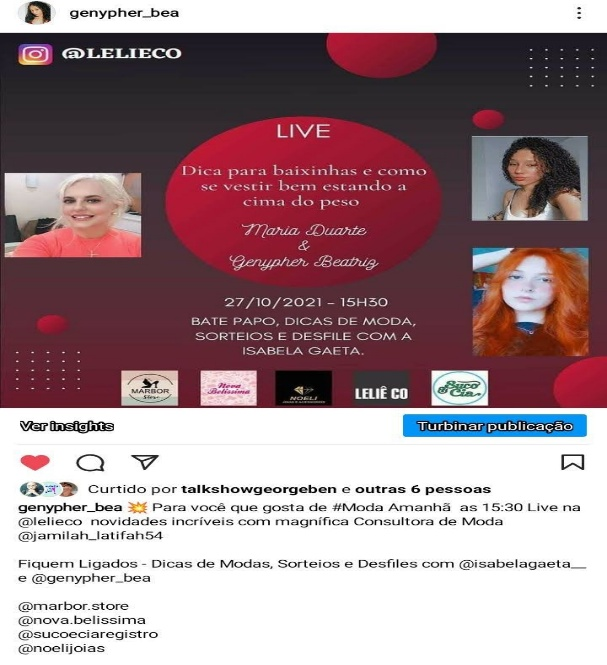 genypher_bea
@LELIECO
LIVE
Dica para baixinhas e como
se vestir bem estando a
cima do peso
Maria Duarte
&
Genypher Beatriz
27/10/2021 - 15H30
BATE PAPO, DICAS DE MODA,
SORTEIOS E DESFILE COM A
ISABELA GAETA.
MARBOR
Store
Nova
Belíssima
NOELI
LELIÊ CO
Suco
& Cia
Ver insights
Turbinar publicação
Curtido por talkshowgeorgeben e outras 6 pessoas
genypher_bea 💥 Para você que gosta de #Moda Amanhã as 15:30 Live na
@lelieco novidades incríveis com magnífica Consultora de Moda
@jamilah_latifah54
Fiquem Ligados - Dicas de Modas, Sorteios e Desfiles com @isabelagaeta__
e @genypher_bea
@marbor.store
@nova.belissima
@sucoeciaregistro
@noelijoias